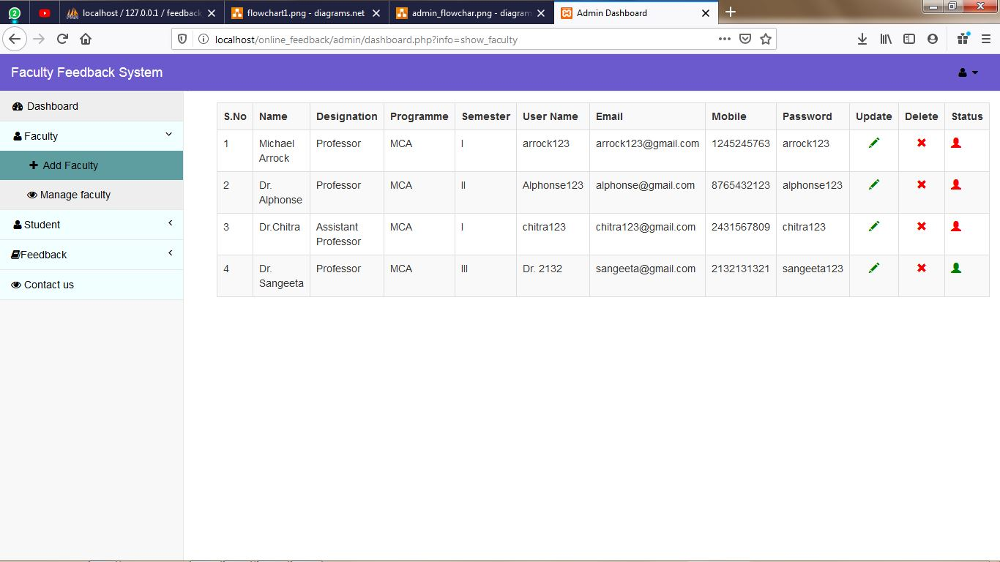 2
localhost / 127.0.0.1 / feedback
flowchart1.png - diagrams.net
admin_flowchar.png - diagram
Admin Dashboard
localhost/online_feedback/admin/dashboard.php?info=show_faculty
Faculty Feedback System
Dashboard
Faculty
Add Faculty
Manage faculty
Student
Feedback
Contact us
S.No Name Designation Programme Semester User Name Email Mobile Password Update Delete Status
1 Michael Professor MCA I arrock123 arrock123@gmail.com 1245245763 arrock123
Arrock
2 Dr. Professor MCA II Alphonse123 alphonse@gmail.com 8765432123 alphonse123
Alphonse
3 Dr.Chitra Assistant MCA I chitra123 chitra123@gmail.com 2431567809 chitra123
Professor
4 Dr. Professor MCA III Dr. 2132 sangeeta@gmail.com 2132131321 sangeeta123
Sangeeta